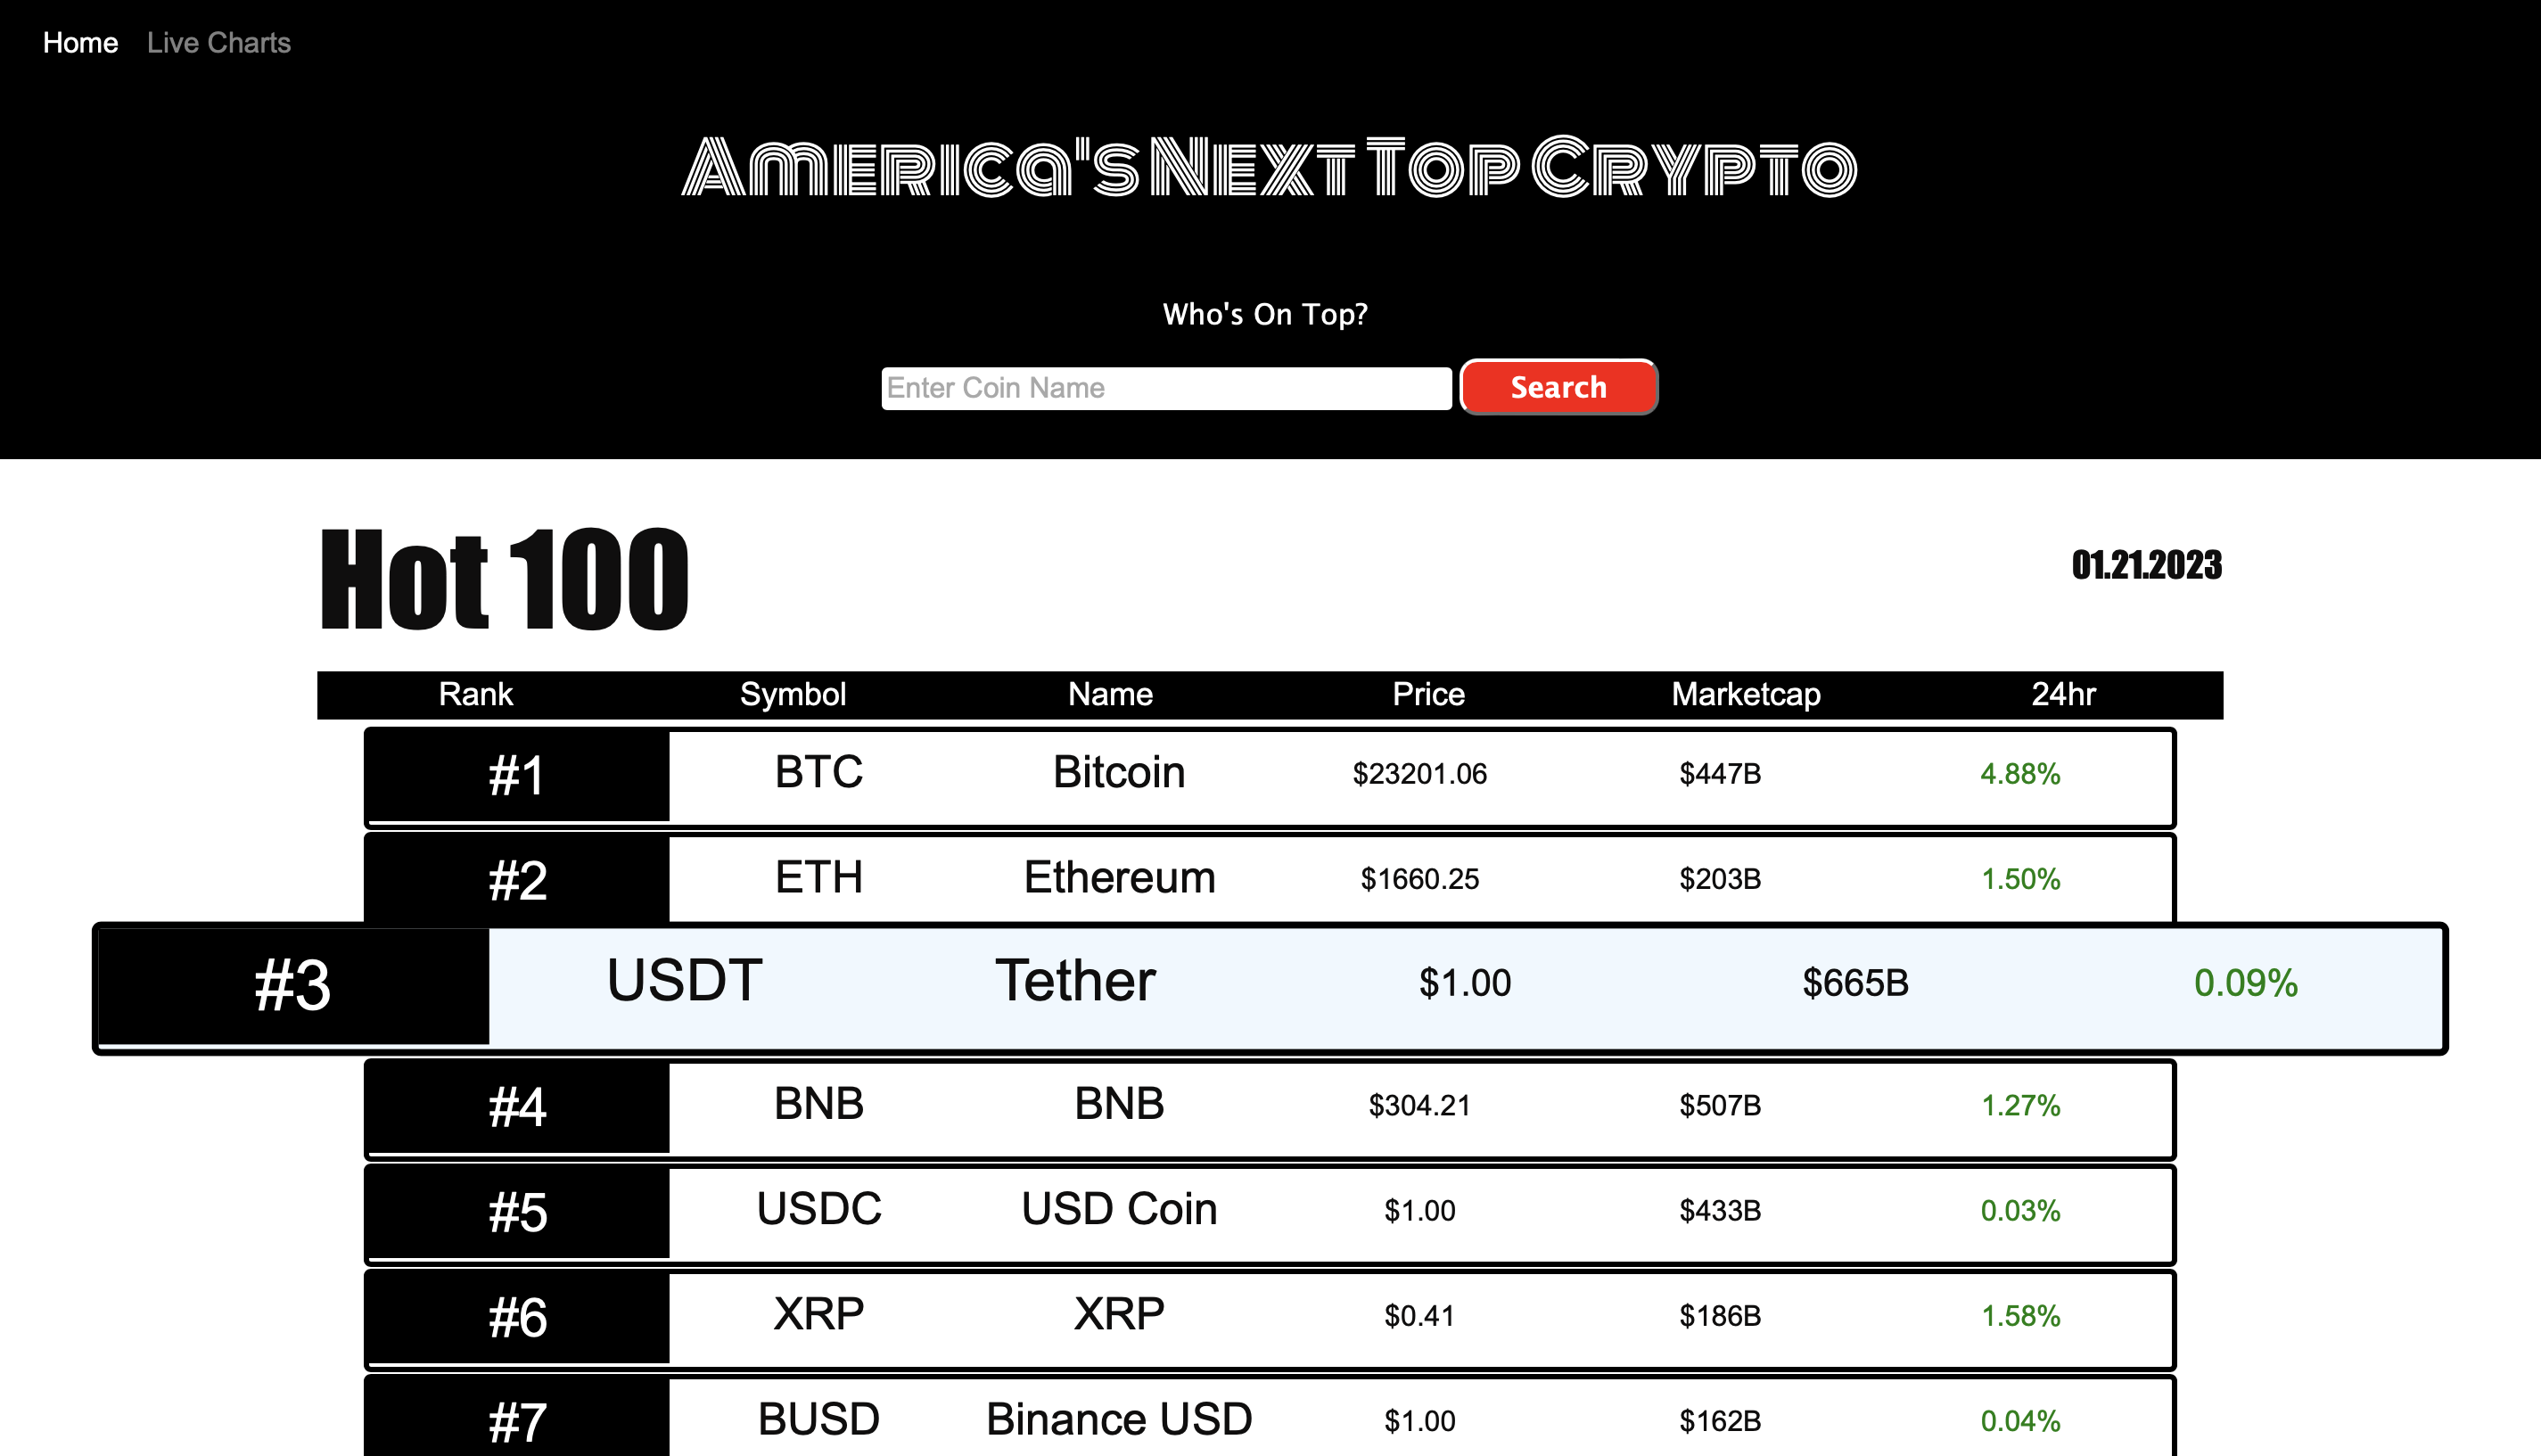 Home Live Charts
America's Next Top Crypto
Who's On Top?
Enter Coin Name Search
Hot 100 01.21.2023
Rank Symbol Name Price Marketcap 24hr
#1 BTC Bitcoin $23201.06 $447B 4.88%
#2 ETH Ethereum $1660.25 $203B 1.50%
#3 USDT Tether $1.00 $665B 0.09%
#4 BNB BNB $304.21 $507B 1.27%
#5 USDC USD Coin $1.00 $433B 0.03%
#6 XRP XRP $0.41 $186B 1.58%
#7 BUSD Binance USD $1.00 $162B 0.04%